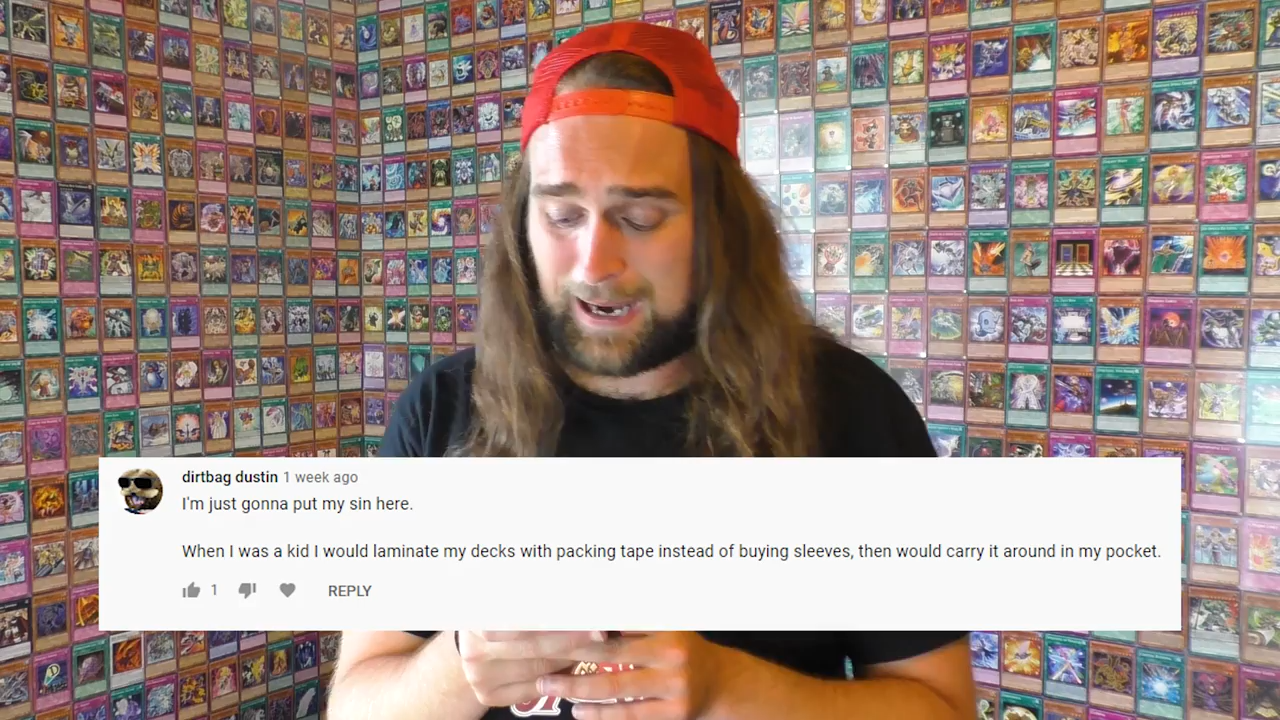 dirtbag dustin 1 week ago
I'm just gonna put my sin here.
When I was a kid I would laminate my decks with packing tape instead of buying sleeves, then would carry it around in my pocket.
1 REPLY